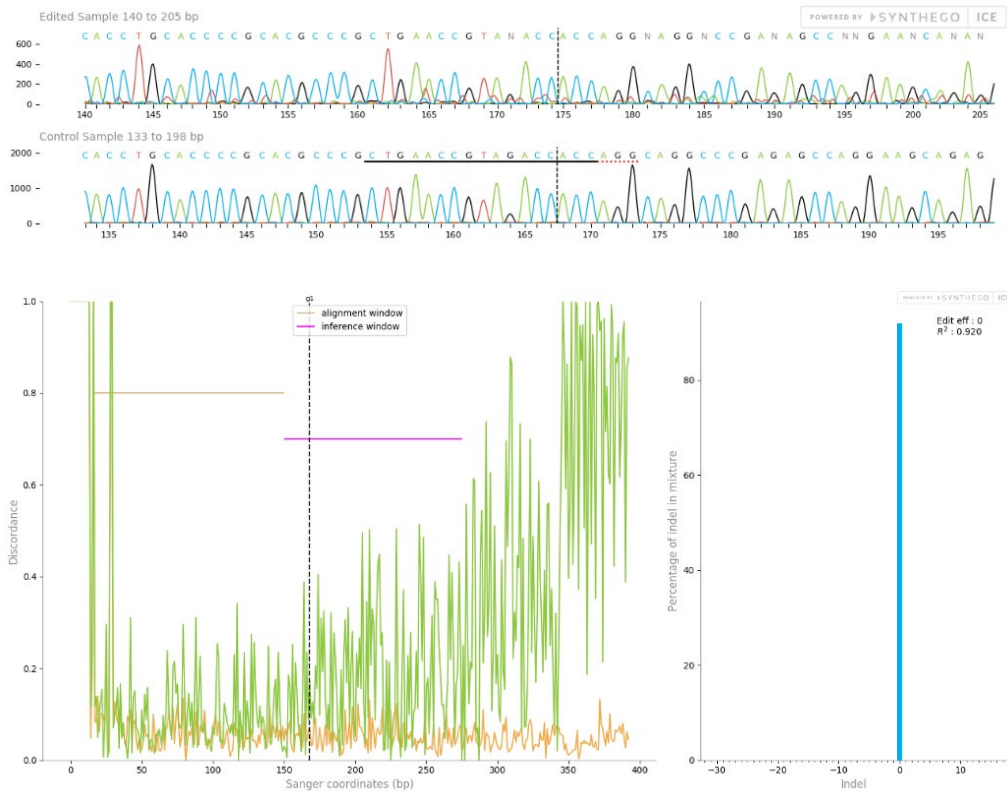 Edited Sample 140 to 205 bp
POWERED BY SYNTHEGO ICE
C A C C T G C A C C C C G C A C G C C C G C T G A A C C G T A N A C C A C C A G G N A G G N C C G A N A G C C N N G A A N C A N A N
600
400
200
0
140 145 150 155 160 165 170 175 180 185 190 195 200 205
Control Sample 133 to 198 bp
C A C C T G C A C C C C G C A C G C C C G C T G A A C C G T A G A C C A C C A G G C A G G C C C G A G A G C C A G G A A G C A G A G
2000
1000
0
135 140 145 150 155 160 165 170 175 180 185 190 195
g1
1.0
0.8
0.6
0.4
0.2
0.0
Discordance
alignment window
inference window
0 50 100 150 200 250 300 350 400
Sanger coordinates (bp)
POWERED BY SYNTHEGO ICE
Edit eff : 0
R² : 0.920
80
60
40
20
0
Percentage of indel in mixture
−30 −20 −10 0 10
Indel